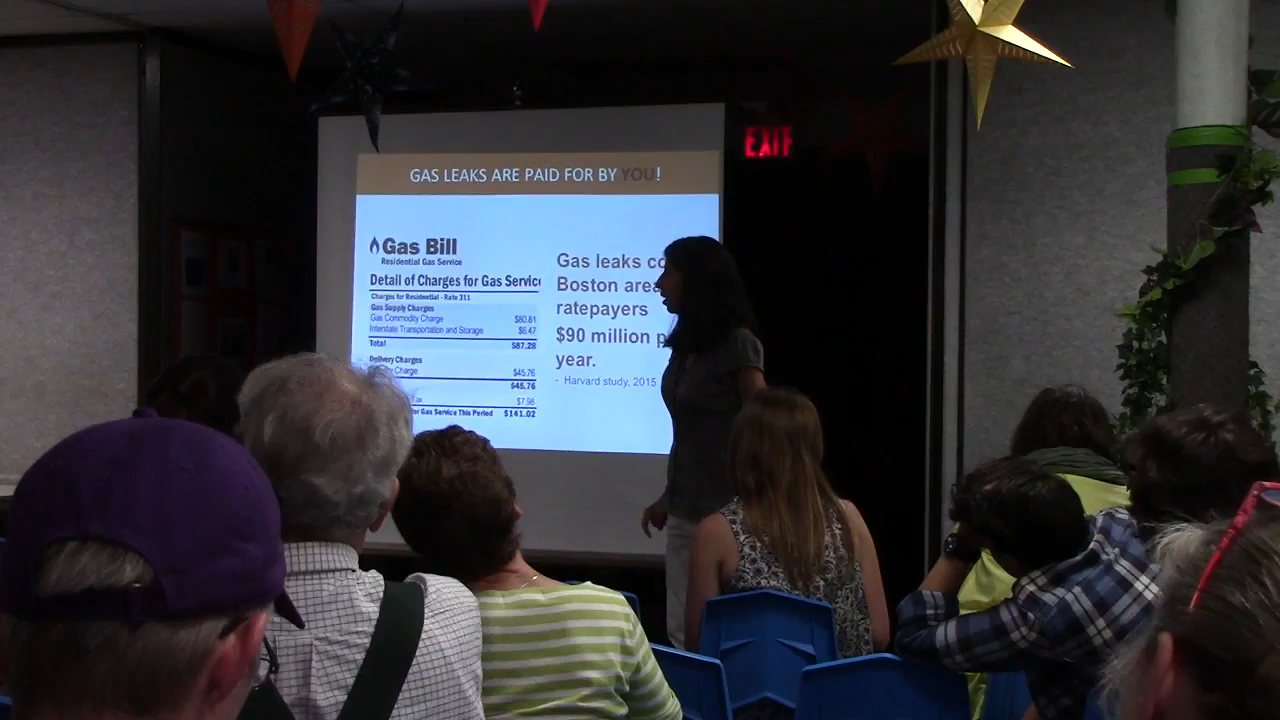 GAS LEAKS ARE PAID FOR BY YOU!
EXIT
Gas Bill
Residential Gas Service
Detail of Charges for Gas Service
Charges for Residential - Rate 311
Gas Supply Charges
Gas Commodity Charge $80.81
Interstate Transportation and Storage $6.47
Total $87.28
Delivery Charges
Charge $45.76
$45.76
$7.98
for Gas Service This Period $141.02
Gas leaks
Boston area
ratepayers
$90 million
year.
- Harvard study, 2015